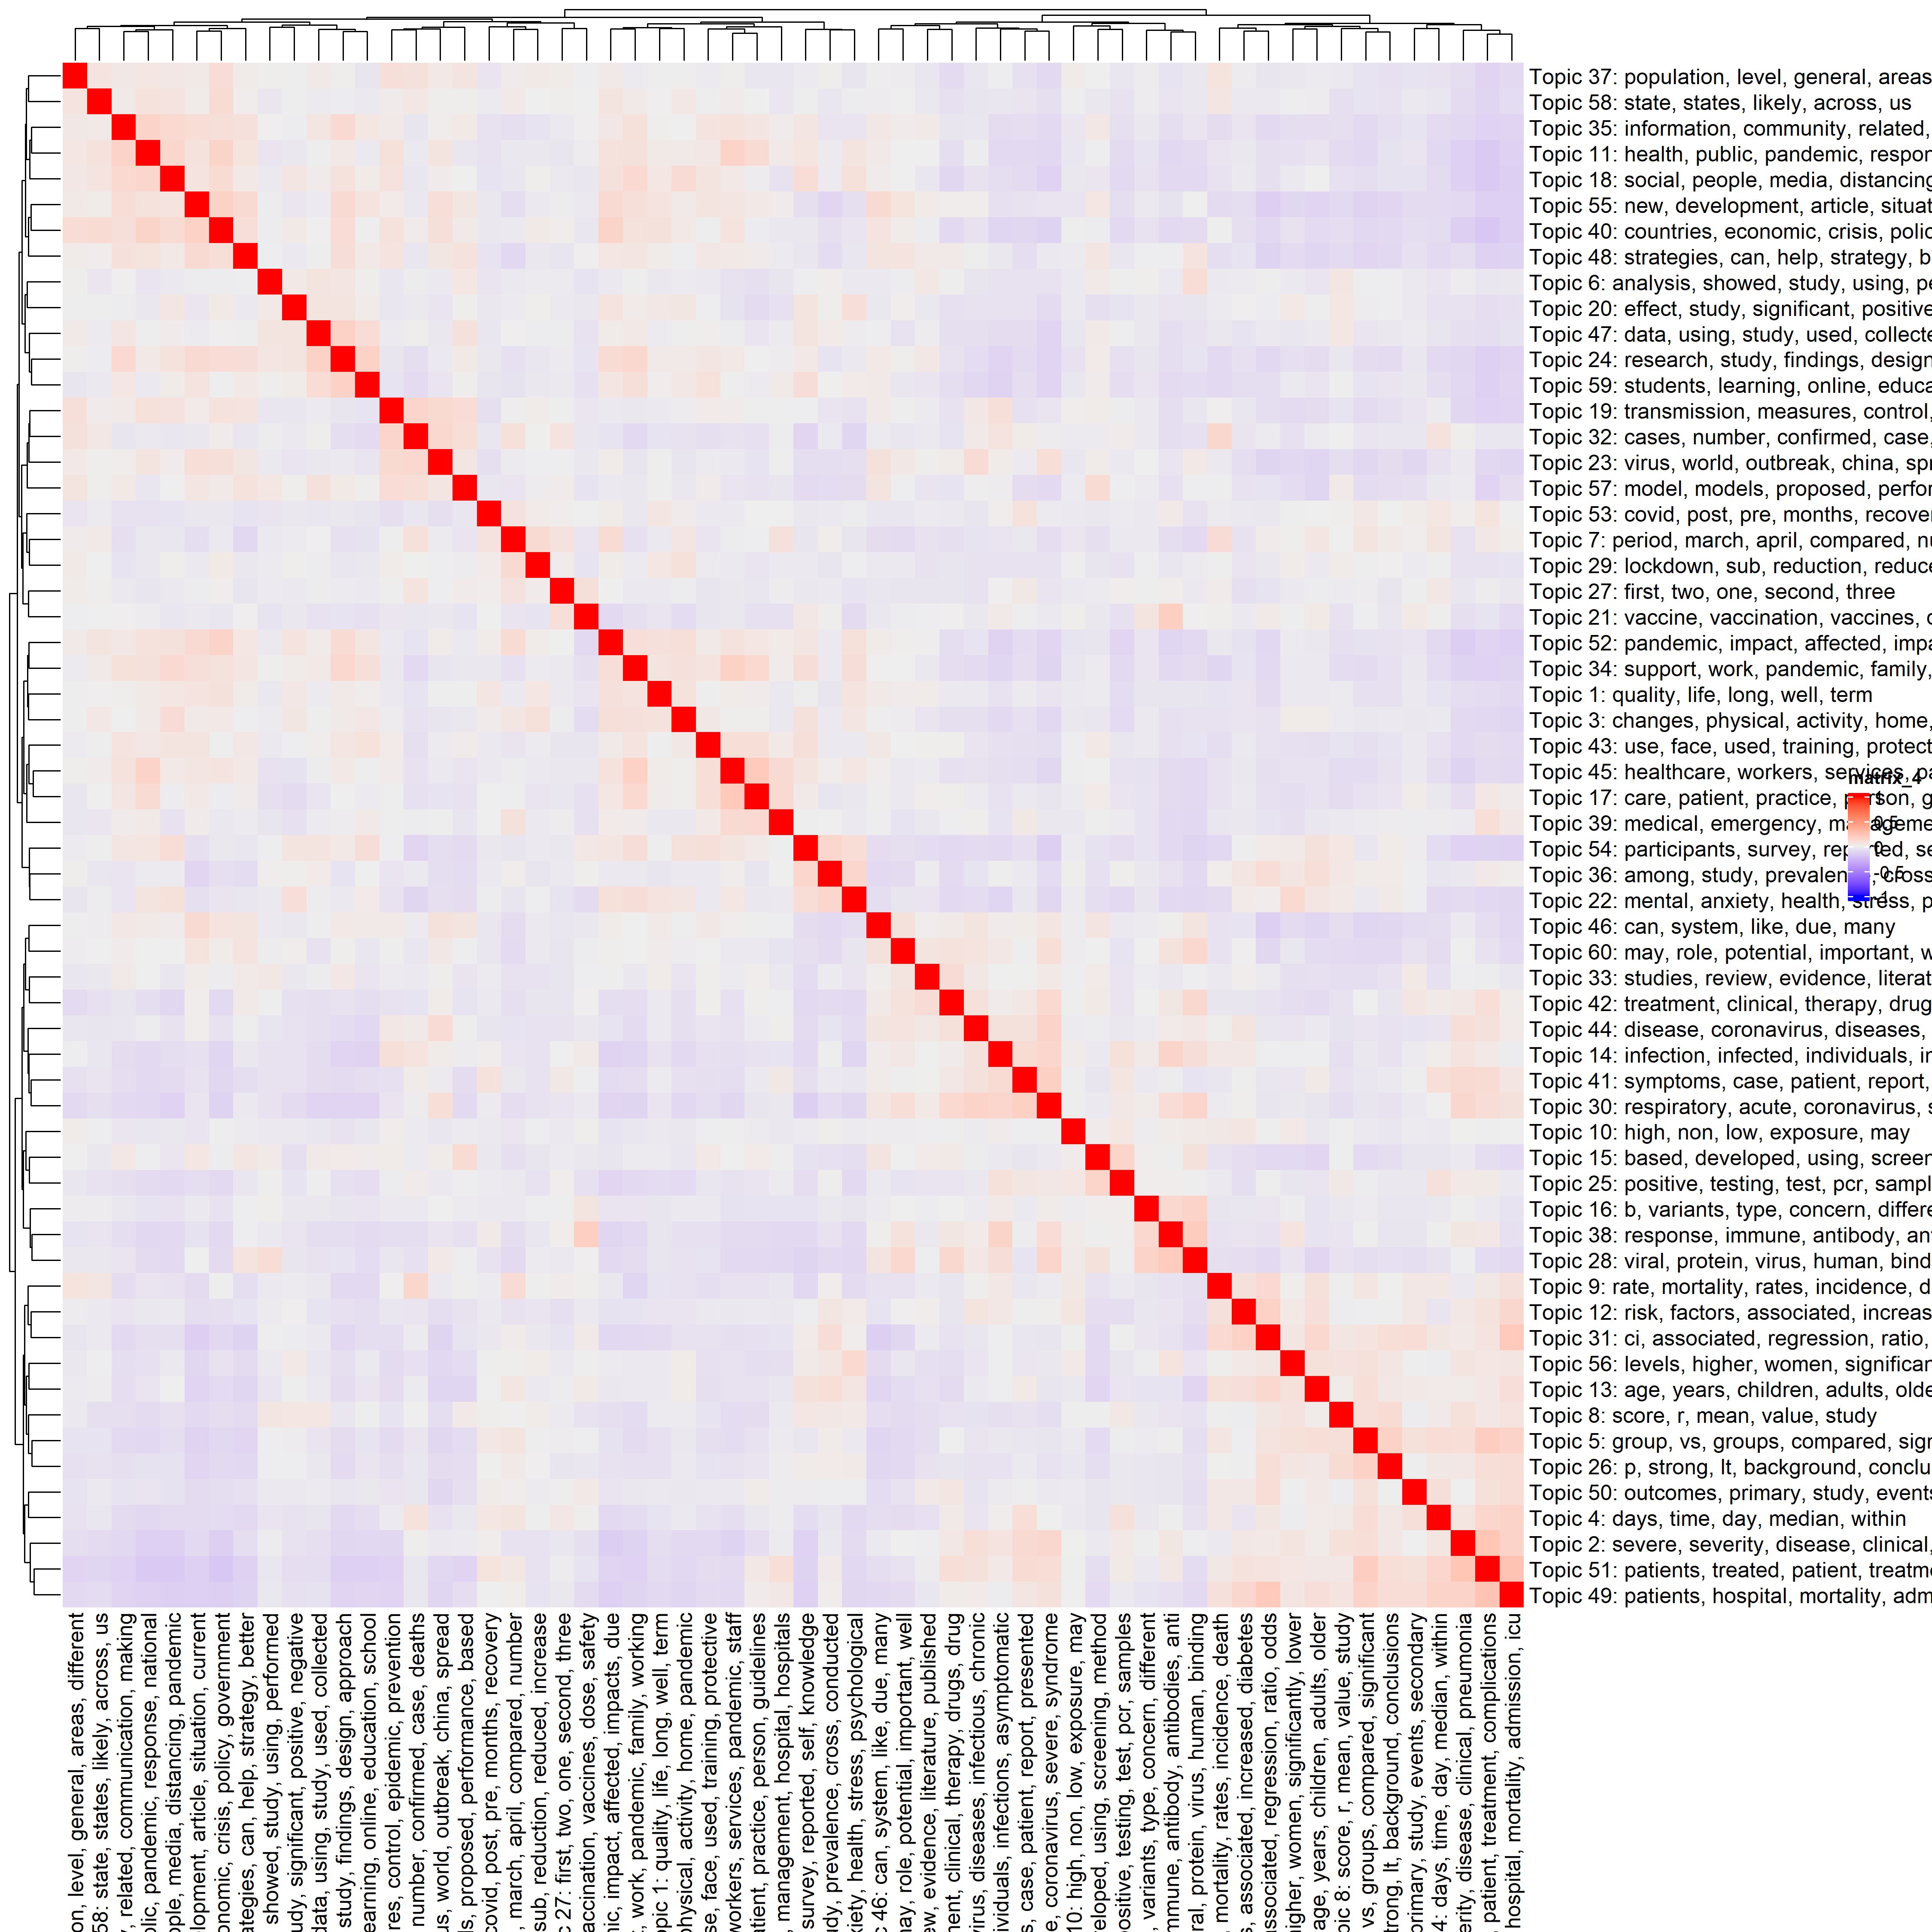 Topic 37: population, level, general, areas
Topic 58: state, states, likely, across, us
Topic 35: information, community, related,
Topic 11: health, public, pandemic, respon
Topic 18: social, people, media, distancing
Topic 55: new, development, article, situat
Topic 40: countries, economic, crisis, polic
Topic 48: strategies, can, help, strategy, b
Topic 6: analysis, showed, study, using, pe
Topic 20: effect, study, significant, positive
Topic 47: data, using, study, used, collecte
Topic 24: research, study, findings, design
Topic 59: students, learning, online, educa
Topic 19: transmission, measures, control,
Topic 32: cases, number, confirmed, case,
Topic 23: virus, world, outbreak, china, spr
Topic 57: model, models, proposed, perfor
Topic 53: covid, post, pre, months, recove
Topic 7: period, march, april, compared, nu
Topic 29: lockdown, sub, reduction, reduce
Topic 27: first, two, one, second, three
Topic 21: vaccine, vaccination, vaccines, d
Topic 52: pandemic, impact, affected, impa
Topic 34: support, work, pandemic, family,
Topic 1: quality, life, long, well, term
Topic 3: changes, physical, activity, home,
Topic 43: use, face, used, training, protect
Topic 45: healthcare, workers, services, pa
matrix_4
Topic 17: care, patient, practice, person, g
1
Topic 39: medical, emergency, manageme
0.5
Topic 54: participants, survey, reported, se
0
Topic 36: among, study, prevalence, cross
-0.5
Topic 22: mental, anxiety, health, stress, p
-1
Topic 46: can, system, like, due, many
Topic 60: may, role, potential, important, w
Topic 33: studies, review, evidence, literat
Topic 42: treatment, clinical, therapy, drug
Topic 44: disease, coronavirus, diseases,
Topic 14: infection, infected, individuals, in
Topic 41: symptoms, case, patient, report,
Topic 30: respiratory, acute, coronavirus, s
Topic 10: high, non, low, exposure, may
Topic 15: based, developed, using, screen
Topic 25: positive, testing, test, pcr, sampl
Topic 16: b, variants, type, concern, differe
Topic 38: response, immune, antibody, ant
Topic 28: viral, protein, virus, human, bind
Topic 9: rate, mortality, rates, incidence, d
Topic 12: risk, factors, associated, increas
Topic 31: ci, associated, regression, ratio,
Topic 56: levels, higher, women, significan
Topic 13: age, years, children, adults, olde
Topic 8: score, r, mean, value, study
Topic 5: group, vs, groups, compared, sign
Topic 26: p, strong, lt, background, conclu
Topic 50: outcomes, primary, study, events
Topic 4: days, time, day, median, within
Topic 2: severe, severity, disease, clinical,
Topic 51: patients, treated, patient, treatme
Topic 49: patients, hospital, mortality, adm
on, level, general, areas, different
58: state, states, likely, across, us
, related, communication, making
blic, pandemic, response, national
ople, media, distancing, pandemic
lopment, article, situation, current
onomic, crisis, policy, government
ategies, can, help, strategy, better
showed, study, using, performed
udy, significant, positive, negative
data, using, study, used, collected
study, findings, design, approach
earning, online, education, school
res, control, epidemic, prevention
number, confirmed, case, deaths
us, world, outbreak, china, spread
ls, proposed, performance, based
covid, post, pre, months, recovery
, march, april, compared, number
sub, reduction, reduced, increase
c 27: first, two, one, second, three
accination, vaccines, dose, safety
nic, impact, affected, impacts, due
, work, pandemic, family, working
opic 1: quality, life, long, well, term
physical, activity, home, pandemic
se, face, used, training, protective
workers, services, pandemic, staff
atient, practice, person, guidelines
, management, hospital, hospitals
survey, reported, self, knowledge
udy, prevalence, cross, conducted
xiety, health, stress, psychological
c 46: can, system, like, due, many
may, role, potential, important, well
ew, evidence, literature, published
ment, clinical, therapy, drugs, drug
virus, diseases, infectious, chronic
ividuals, infections, asymptomatic
s, case, patient, report, presented
e, coronavirus, severe, syndrome
10: high, non, low, exposure, may
eloped, using, screening, method
positive, testing, test, pcr, samples
, variants, type, concern, different
mmune, antibody, antibodies, anti
ral, protein, virus, human, binding
, mortality, rates, incidence, death
s, associated, increased, diabetes
associated, regression, ratio, odds
higher, women, significantly, lower
age, years, children, adults, older
pic 8: score, r, mean, value, study
vs, groups, compared, significant
trong, lt, background, conclusions
primary, study, events, secondary
4: days, time, day, median, within
erity, disease, clinical, pneumonia
patient, treatment, complications
hospital, mortality, admission, icu